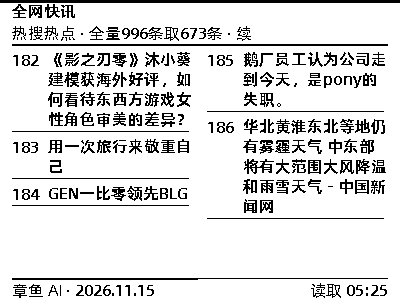 全网快讯
热搜热点 · 全量996条取673条 · 续
182 《影之刃零》沐小葵
建模获海外好评，如
何看待东西方游戏女
性角色审美的差异？
183 用一次旅行来敬重自
己
184 GEN一比零领先BLG
185 鹅厂员工认为公司走
到今天，是pony的
失职。
186 华北黄淮东北等地仍
有雾霾天气 中东部
将有大范围大风降温
和雨雪天气 - 中国新
闻网
章鱼 AI · 2026.11.15
读取 05:25